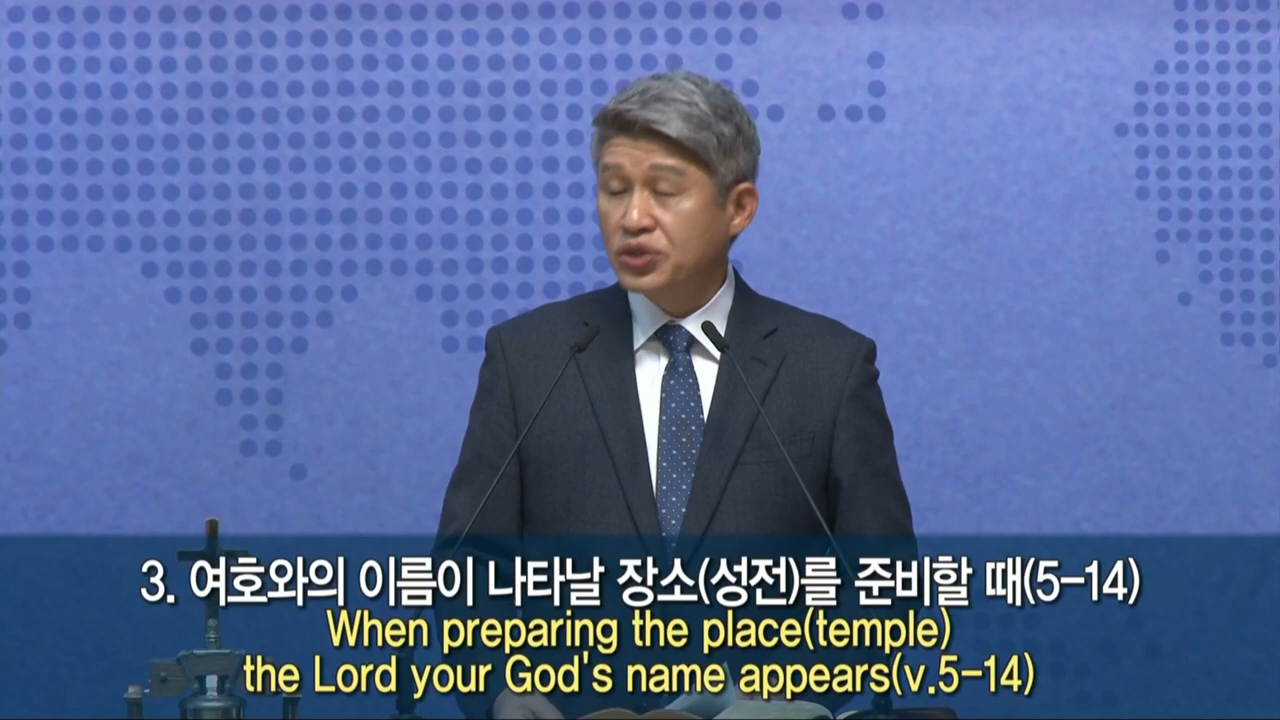 3. 여호와의 이름이 나타날 장소(성전)를 준비할 때(5-14)
When preparing the place(temple)
the Lord your God's name appears(v.5-14)